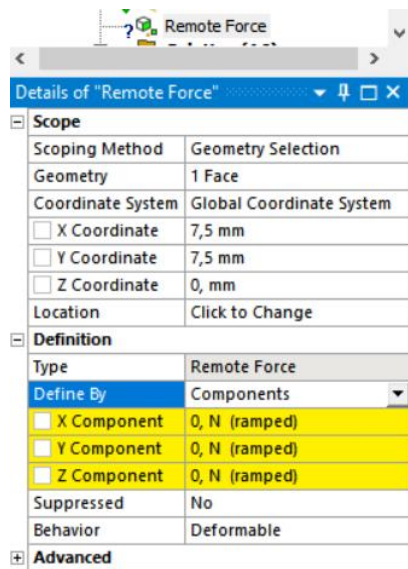 Remote Force
Details of "Remote Force"
Scope
Scoping Method Geometry Selection
Geometry 1 Face
Coordinate System Global Coordinate System
X Coordinate 7,5 mm
Y Coordinate 7,5 mm
Z Coordinate 0, mm
Location Click to Change
Definition
Type Remote Force
Define By Components
X Component 0, N (ramped)
Y Component 0, N (ramped)
Z Component 0, N (ramped)
Suppressed No
Behavior Deformable
Advanced